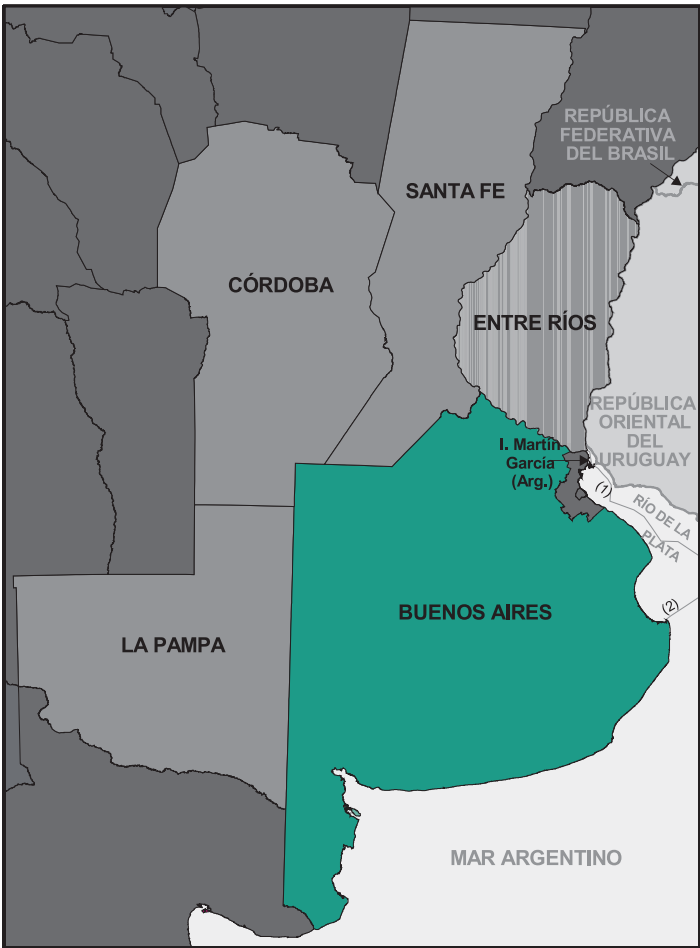 REPÚBLICA
FEDERATIVA
DEL BRASIL
SANTA FE
CÓRDOBA
ENTRE RÍOS
REPÚBLICA
ORIENTAL
DEL
URUGUAY
I. Martín
García
(Arg.)
(1)
RÍO DE LA
PLATA
(2)
BUENOS AIRES
LA PAMPA
MAR ARGENTINO